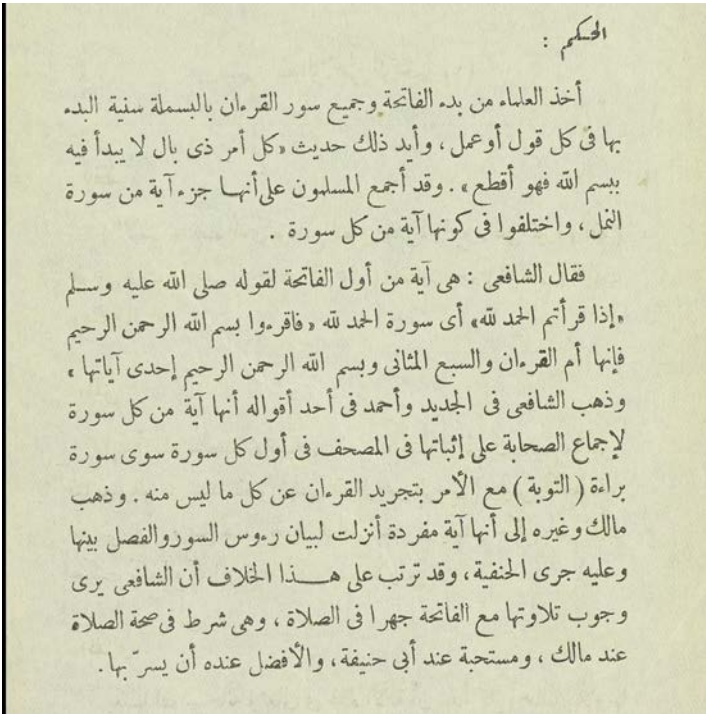 الحكم :
أخذ العلماء من بدء الفاتحة وجميع سور القرءان بالبسملة سنية البدء
بها فى كل قول أوعمل ، وأيد ذلك حديث «كل أمر ذى بال لا يبدأ فيه
ببسم الله فهو أقطع» . وقد أجمع المسلمون على أنهـا جزء آية من سورة
النمل ، واختلفوا فى كونها آية من كل سورة .
فقال الشافعى : هى آية من أول الفاتحة لقوله صلى الله عليه وسـلم
«إذا قرأتم الحمد لله» أى سورة الحمد لله «فاقرءوا بسم الله الرحمن الرحيم
فإنها أم القرءان والسبع المثانى وبسم الله الرحمن الرحيم إحدى آياتها»
وذهب الشافعى فى الجديد وأحمد فى أحد أقواله أنها آية من كل سورة
لإجماع الصحابة على إثباتها فى المصحف فى أول كل سورة سوى سورة
براءة ( التوبة ) مع الأمر بتجريد القرءان عن كل ما ليس منه . وذهب
مالك وغيره إلى أنها آية مفردة أنزلت لبيان رءوس السور والفصل بينها
وعليه جرى الحنفية ، وقد ترتب على هـــذا الخلاف أن الشافعى يرى
وجوب تلاوتها مع الفاتحة جهرا فى الصلاة ، وهى شرط فى صحة الصلاة
عند مالك ، ومستحبة عند أبى حنيفة ، والأفضل عنده أن يسرّ بها .